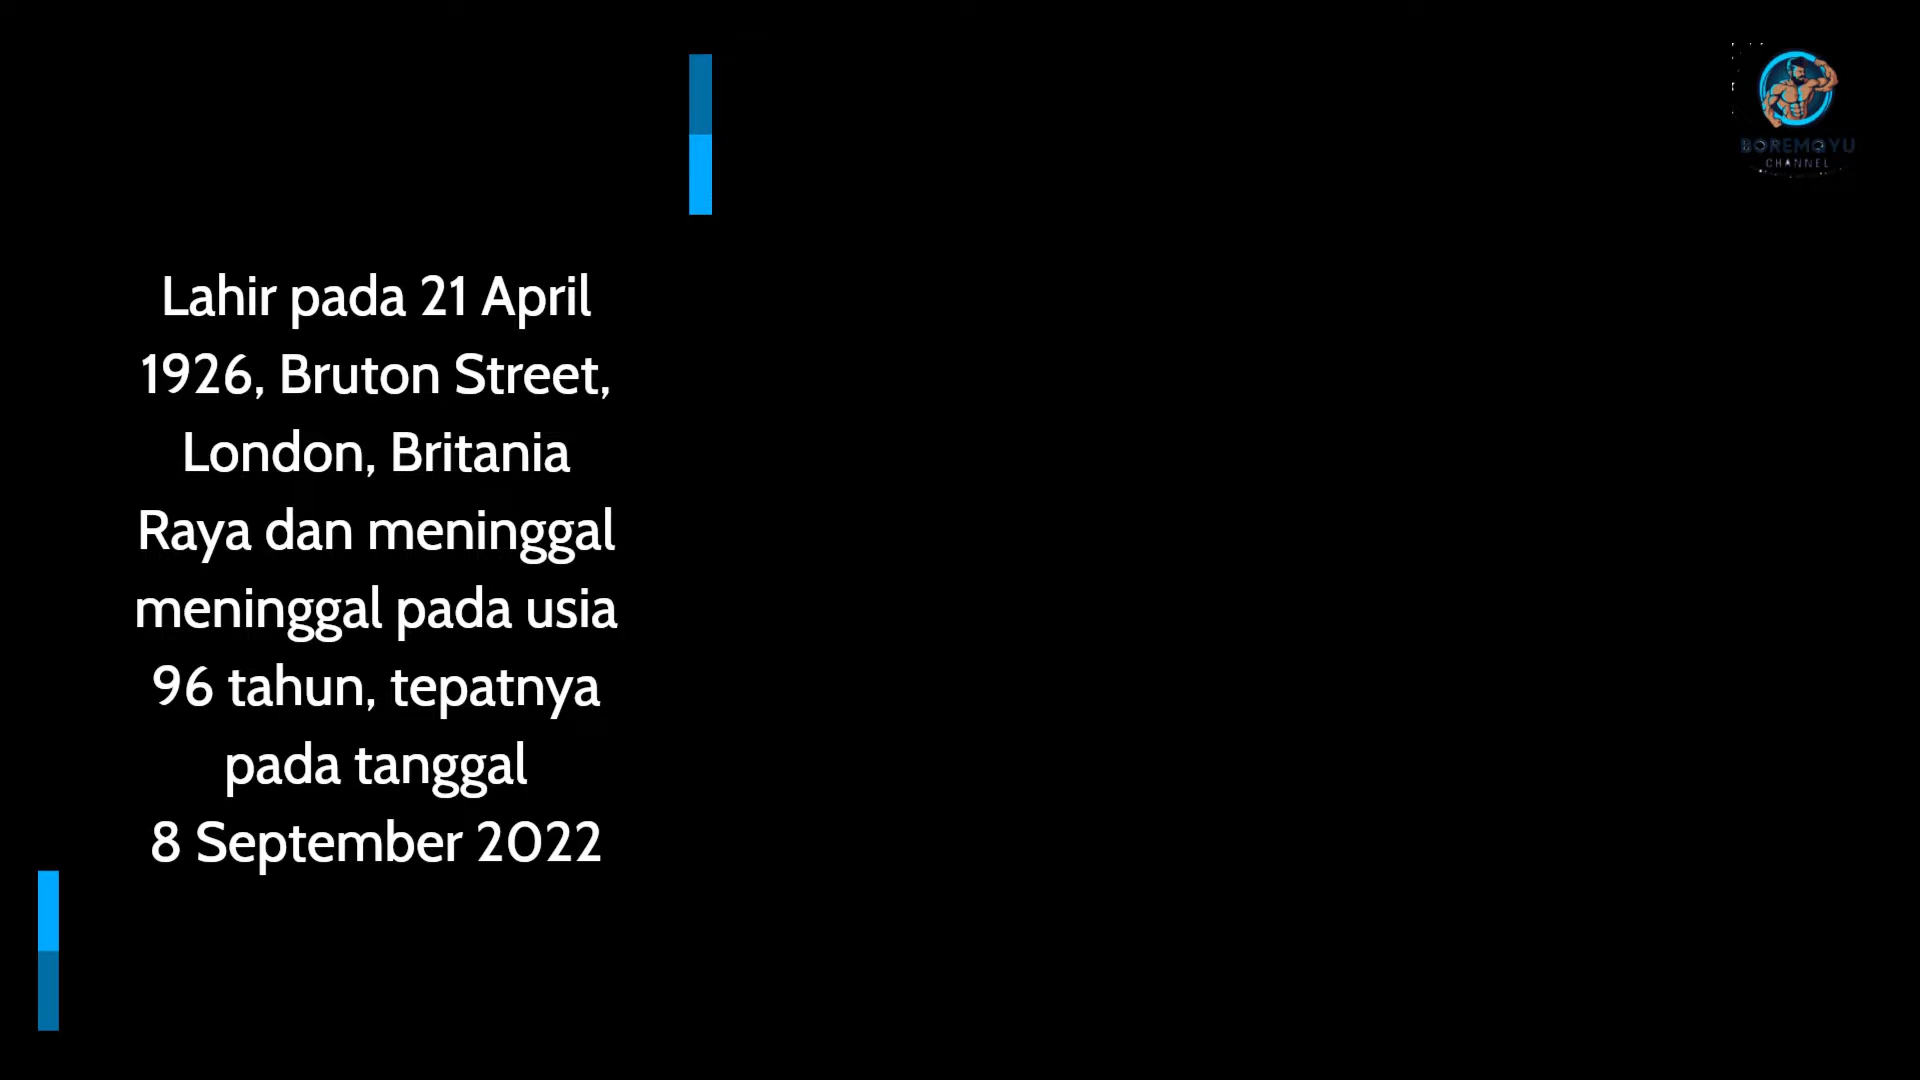 Lahir pada 21 April
1926, Bruton Street,
London, Britania
Raya dan meninggal
meninggal pada usia
96 tahun, tepatnya
pada tanggal
8 September 2022
BOREMQYU
CHANNEL